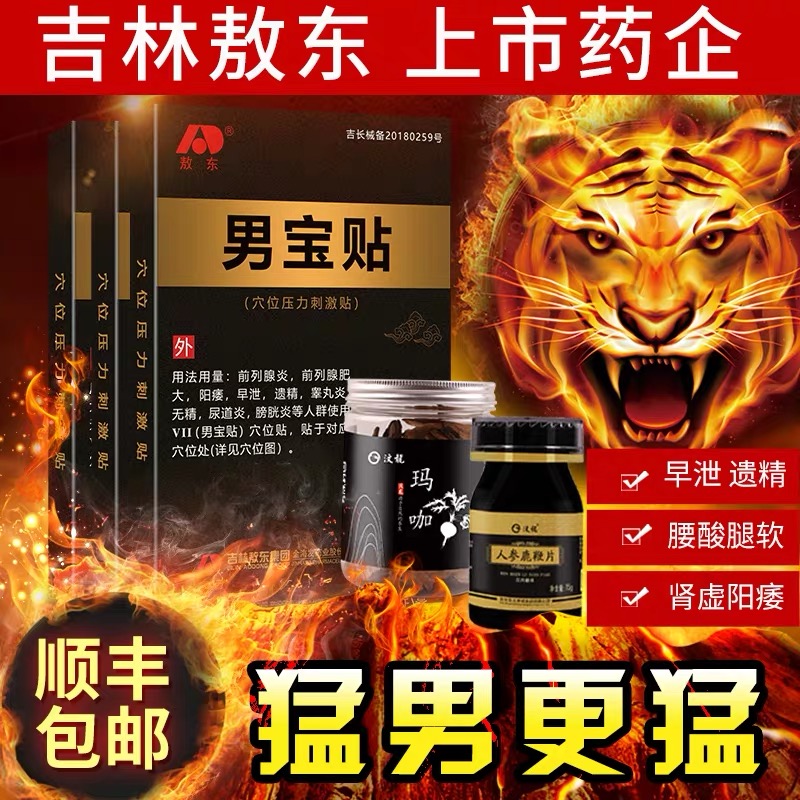 吉林敖东 上市药企
敖东
®
吉长械备20180259号
男宝贴
(穴位压力刺激贴)
外
用法用量：前列腺炎，前列腺肥
大，阳痿，早泄，遗精，睾丸炎
无精，尿道炎，膀胱炎等人群使用
VII (男宝贴) 穴位贴，贴于对应
穴位处(详见穴位图)。
穴位压力刺激贴
穴位压力刺激贴
穴位压力刺激贴
吉林敖东集团
汶龙
玛咖
汶龙
人参鹿鞭片
早泄 遗精
腰酸腿软
肾虚阳痿
顺丰
包邮
猛男更猛